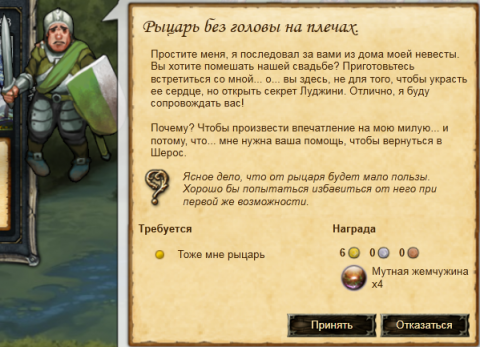 Рыцарь без головы на плечах.
Простите меня, я последовал за вами из дома моей невесты.
Вы хотите помешать нашей свадьбе? Приготовьтесь
встретиться со мной... о... вы здесь, не для того, чтобы украсть
ее сердце, но открыть секрет Луджини. Отлично, я буду
сопровождать вас!
Почему? Чтобы произвести впечатление на мою милую... и
потому, что... мне нужна ваша помощь, чтобы вернуться в
Шерос.
Ясное дело, что от рыцаря будет мало пользы.
Хорошо бы попытаться избавиться от него при
первой же возможности.
Требуется
Тоже мне рыцарь
Награда
6 0 0
Мутная жемчужина
x4
Принять Отказаться